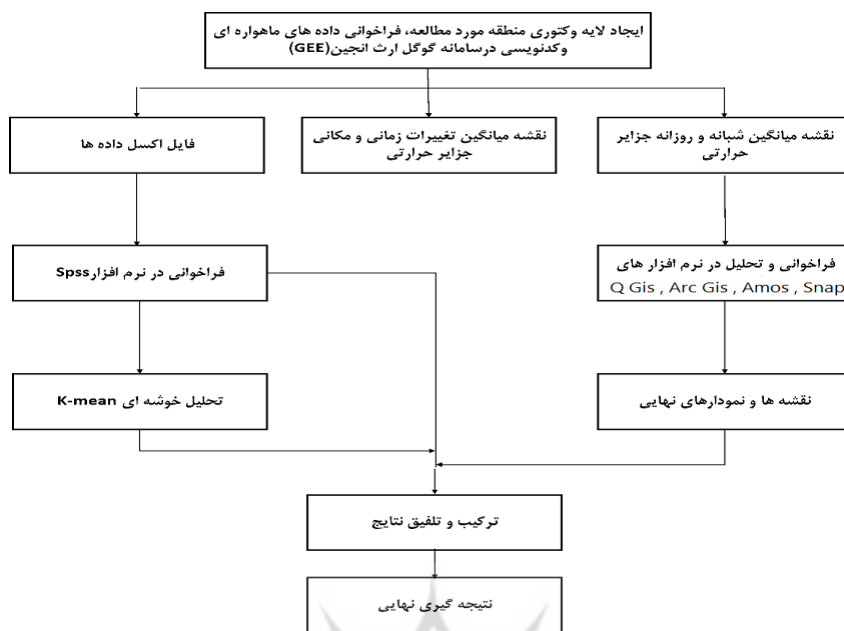 ایجاد لایه وکتوری منطقه مورد مطالعه، فراخوانی داده های ماهواره ای
وکدنویسی درسامانه گوگل ارث انجین(GEE)
نقشه میانگین شبانه و روزانه جزایر
حرارتی
نقشه میانگین تغییرات زمانی و مکانی
جزایر حرارتی
فایل اکسل داده ها
فراخوانی و تحلیل در نرم افزار های
Q Gis , Arc Gis , Amos , Snap
فراخوانی در نرم افزارSpss
نقشه ها و نمودارهای نهایی
تحلیل خوشه ای K-mean
ترکیب و تلفیق نتایج
نتیجه گیری نهایی